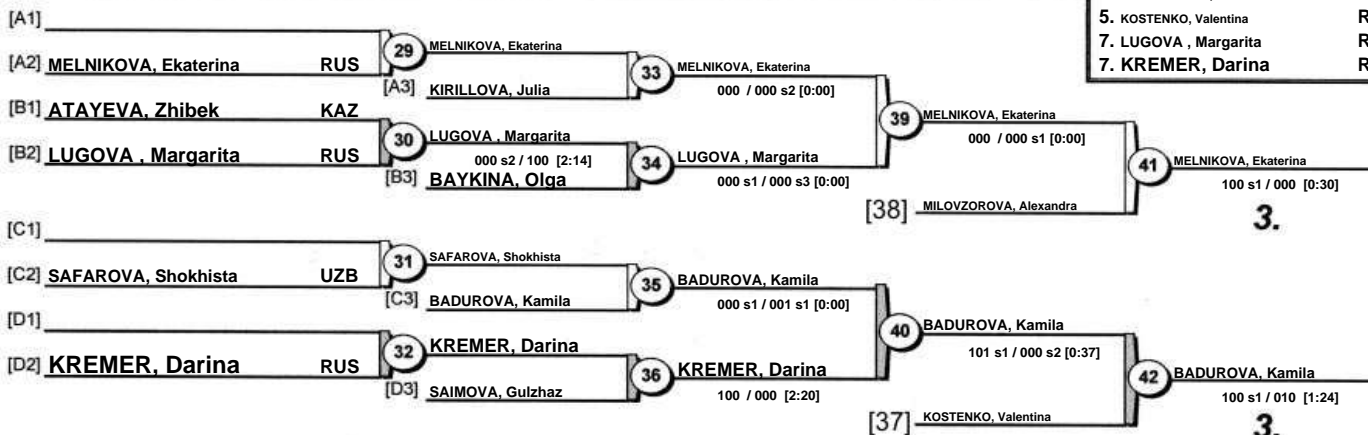 5. KOSTENKO, Valentina R
7. LUGOVA , Margarita R
7. KREMER, Darina R
[A1]
[A2] MELNIKOVA, Ekaterina RUS
29
MELNIKOVA, Ekaterina
[A3] KIRILLOVA, Julia
33
MELNIKOVA, Ekaterina
000 / 000 s2 [0:00]
[B1] ATAYEVA, Zhibek KAZ
[B2] LUGOVA , Margarita RUS
30
LUGOVA , Margarita
000 s2 / 100 [2:14]
[B3] BAYKINA, Olga
34
LUGOVA , Margarita
000 s1 / 000 s3 [0:00]
39
MELNIKOVA, Ekaterina
000 / 000 s1 [0:00]
[38] MILOVZOROVA, Alexandra
41
MELNIKOVA, Ekaterina
100 s1 / 000 [0:30]
3.
[C1]
[C2] SAFAROVA, Shokhista UZB
31
SAFAROVA, Shokhista
[C3] BADUROVA, Kamila
35
BADUROVA, Kamila
000 s1 / 001 s1 [0:00]
[D1]
[D2] KREMER, Darina RUS
32
KREMER, Darina
[D3] SAIMOVA, Gulzhaz
36
KREMER, Darina
100 / 000 [2:20]
40
BADUROVA, Kamila
101 s1 / 000 s2 [0:37]
[37] KOSTENKO, Valentina
42
BADUROVA, Kamila
100 s1 / 010 [1:24]
3.